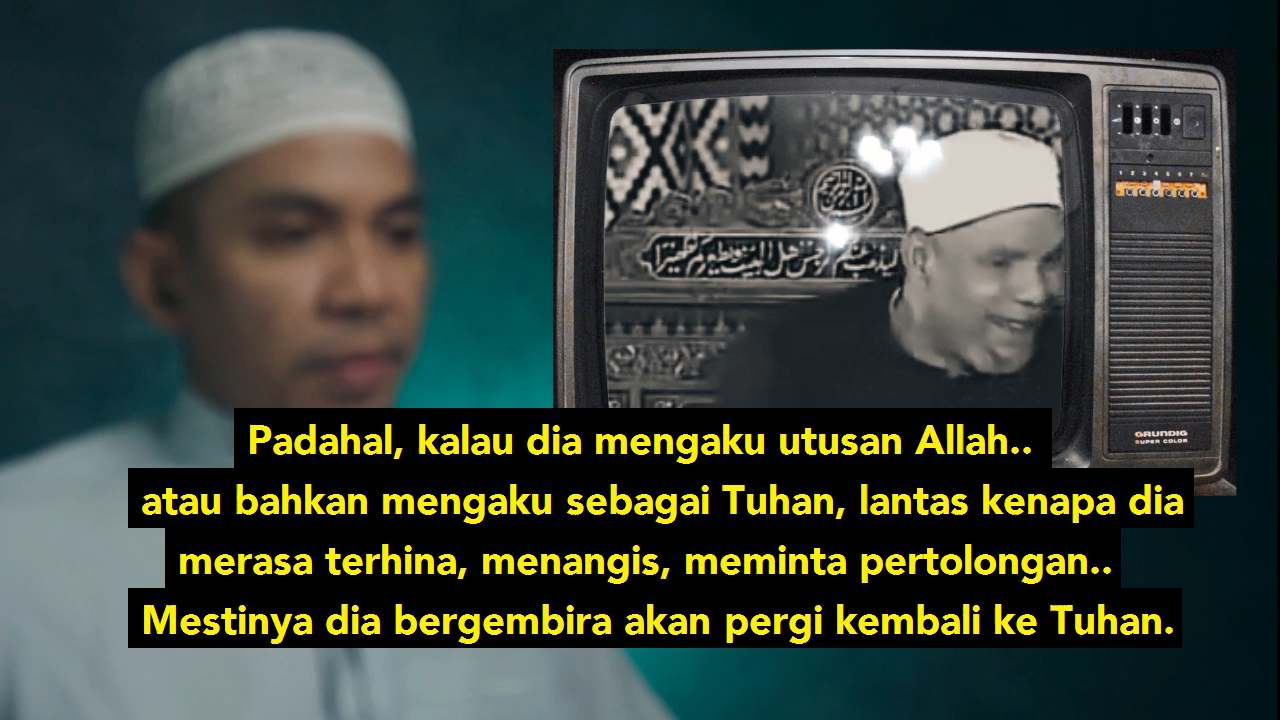 Padahal, kalau dia mengaku utusan Allah..
atau bahkan mengaku sebagai Tuhan, lantas kenapa dia
merasa terhina, menangis, meminta pertolongan..
Mestinya dia bergembira akan pergi kembali ke Tuhan.
GRUNDIG
SUPER COLOR